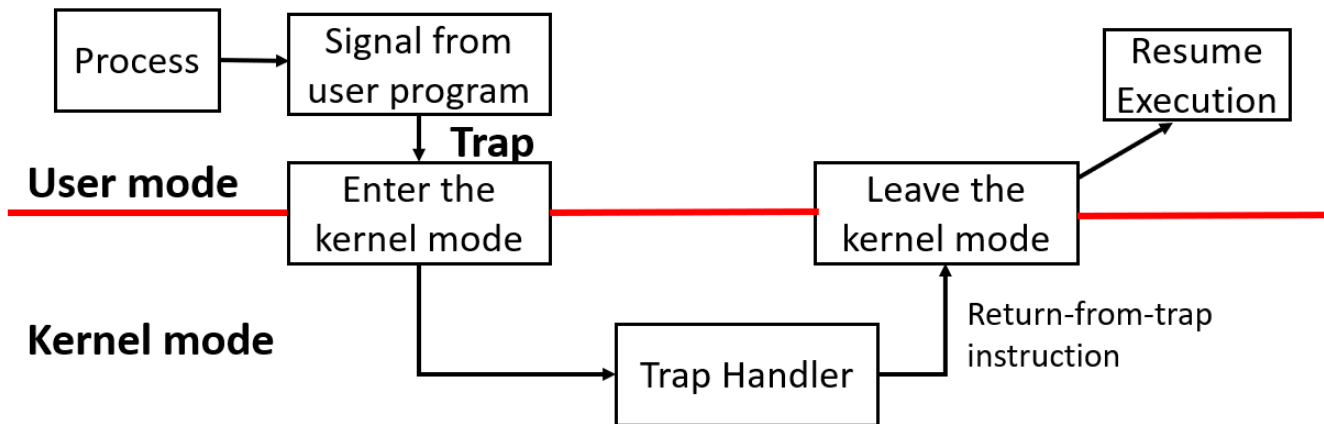 Process
Signal from
user program
Resume
Execution
Trap
User mode
Enter the
kernel mode
Leave the
kernel mode
Kernel mode
Trap Handler
Return-from-trap
instruction